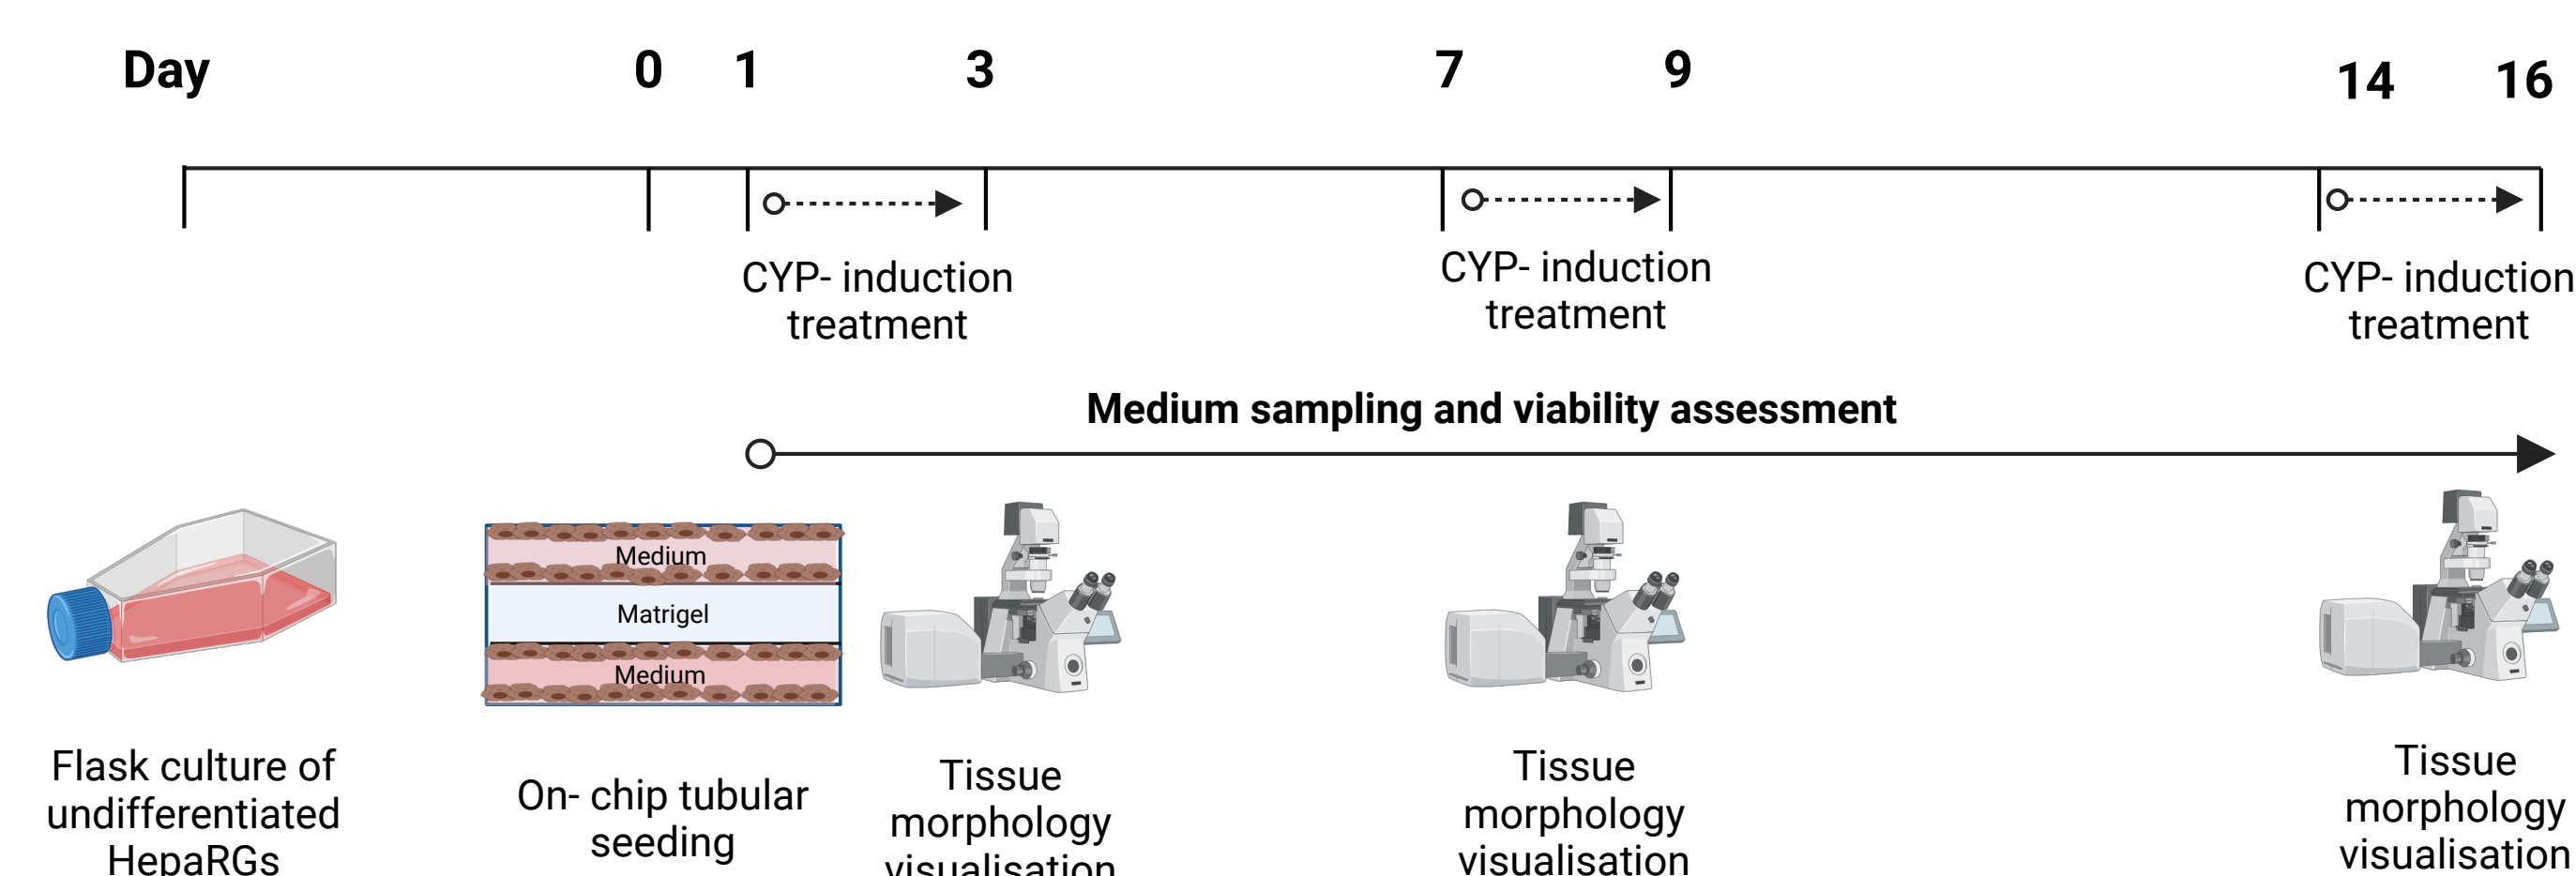 Day 0 1 3 7 9 14 16
CYP- induction
treatment
CYP- induction
treatment
CYP- induction
treatment
Medium sampling and viability assessment
Medium
Matrigel
Medium
Flask culture of
undifferentiated
HepaRGs
On- chip tubular
seeding
Tissue
morphology
visualisation
Tissue
morphology
visualisation
Tissue
morphology
visualisation